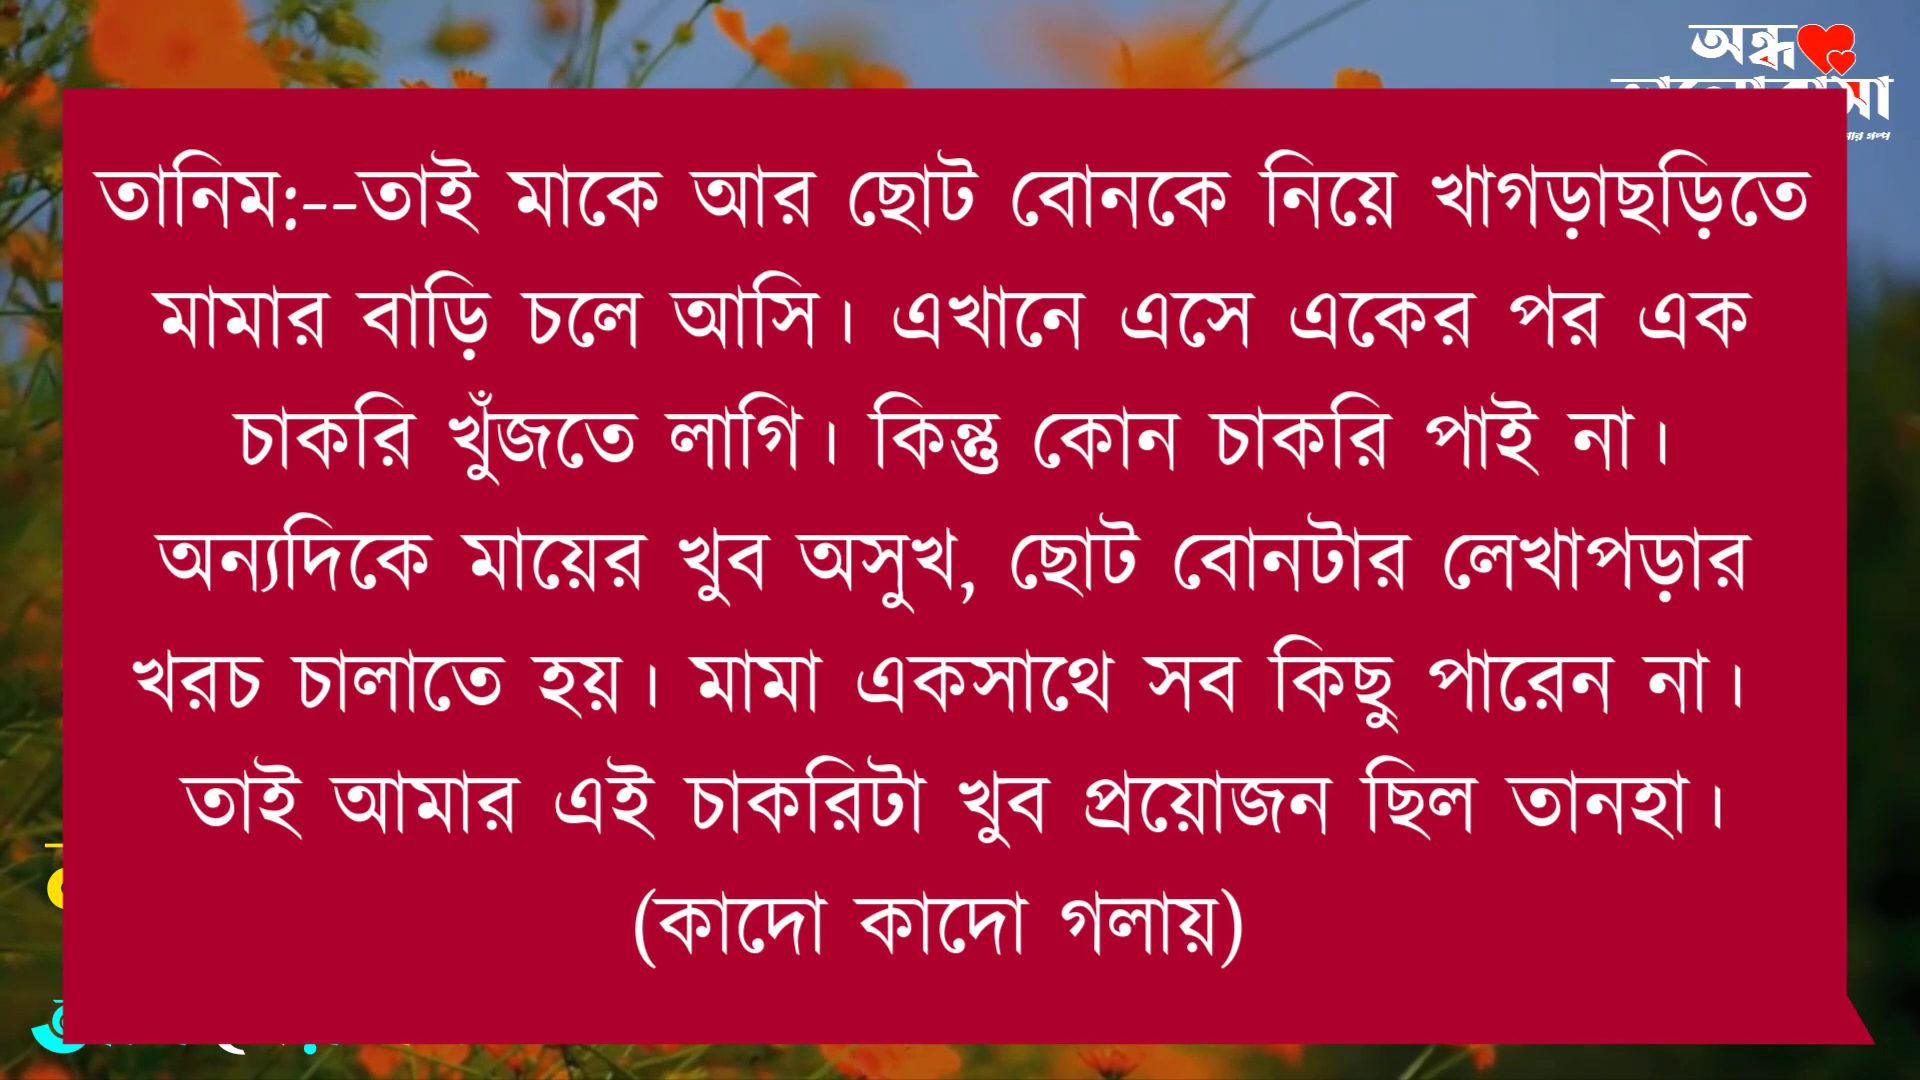 অন্ধ
তানিম:--তাই মাকে আর ছোট বোনকে নিয়ে খাগড়াছড়িতে
মামার বাড়ি চলে আসি। এখানে এসে একের পর এক
চাকরি খুঁজতে লাগি। কিন্তু কোন চাকরি পাই না।
অন্যদিকে মায়ের খুব অসুখ, ছোট বোনটার লেখাপড়ার
খরচ চালাতে হয়। মামা একসাথে সব কিছু পারেন না।
তাই আমার এই চাকরিটা খুব প্রয়োজন ছিল তানহা।
(কাদো কাদো গলায়)